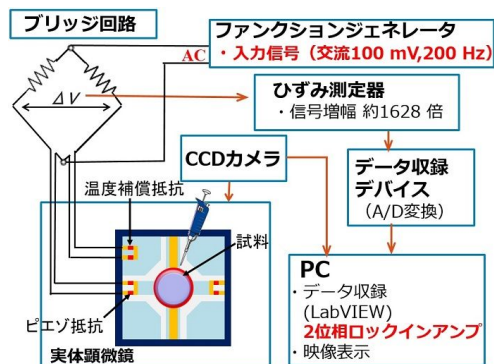 ブリッジ回路
ファンクションジェネレータ
・入力信号（交流100 mV,200 Hz）
AC
ΔV
ひずみ測定器
・信号増幅 約1628 倍
CCDカメラ
データ収録
デバイス
（A/D変換）
温度補償抵抗
試料
ピエゾ抵抗
実体顕微鏡
PC
・データ収録
(LabVIEW)
2位相ロックインアンプ
・映像表示